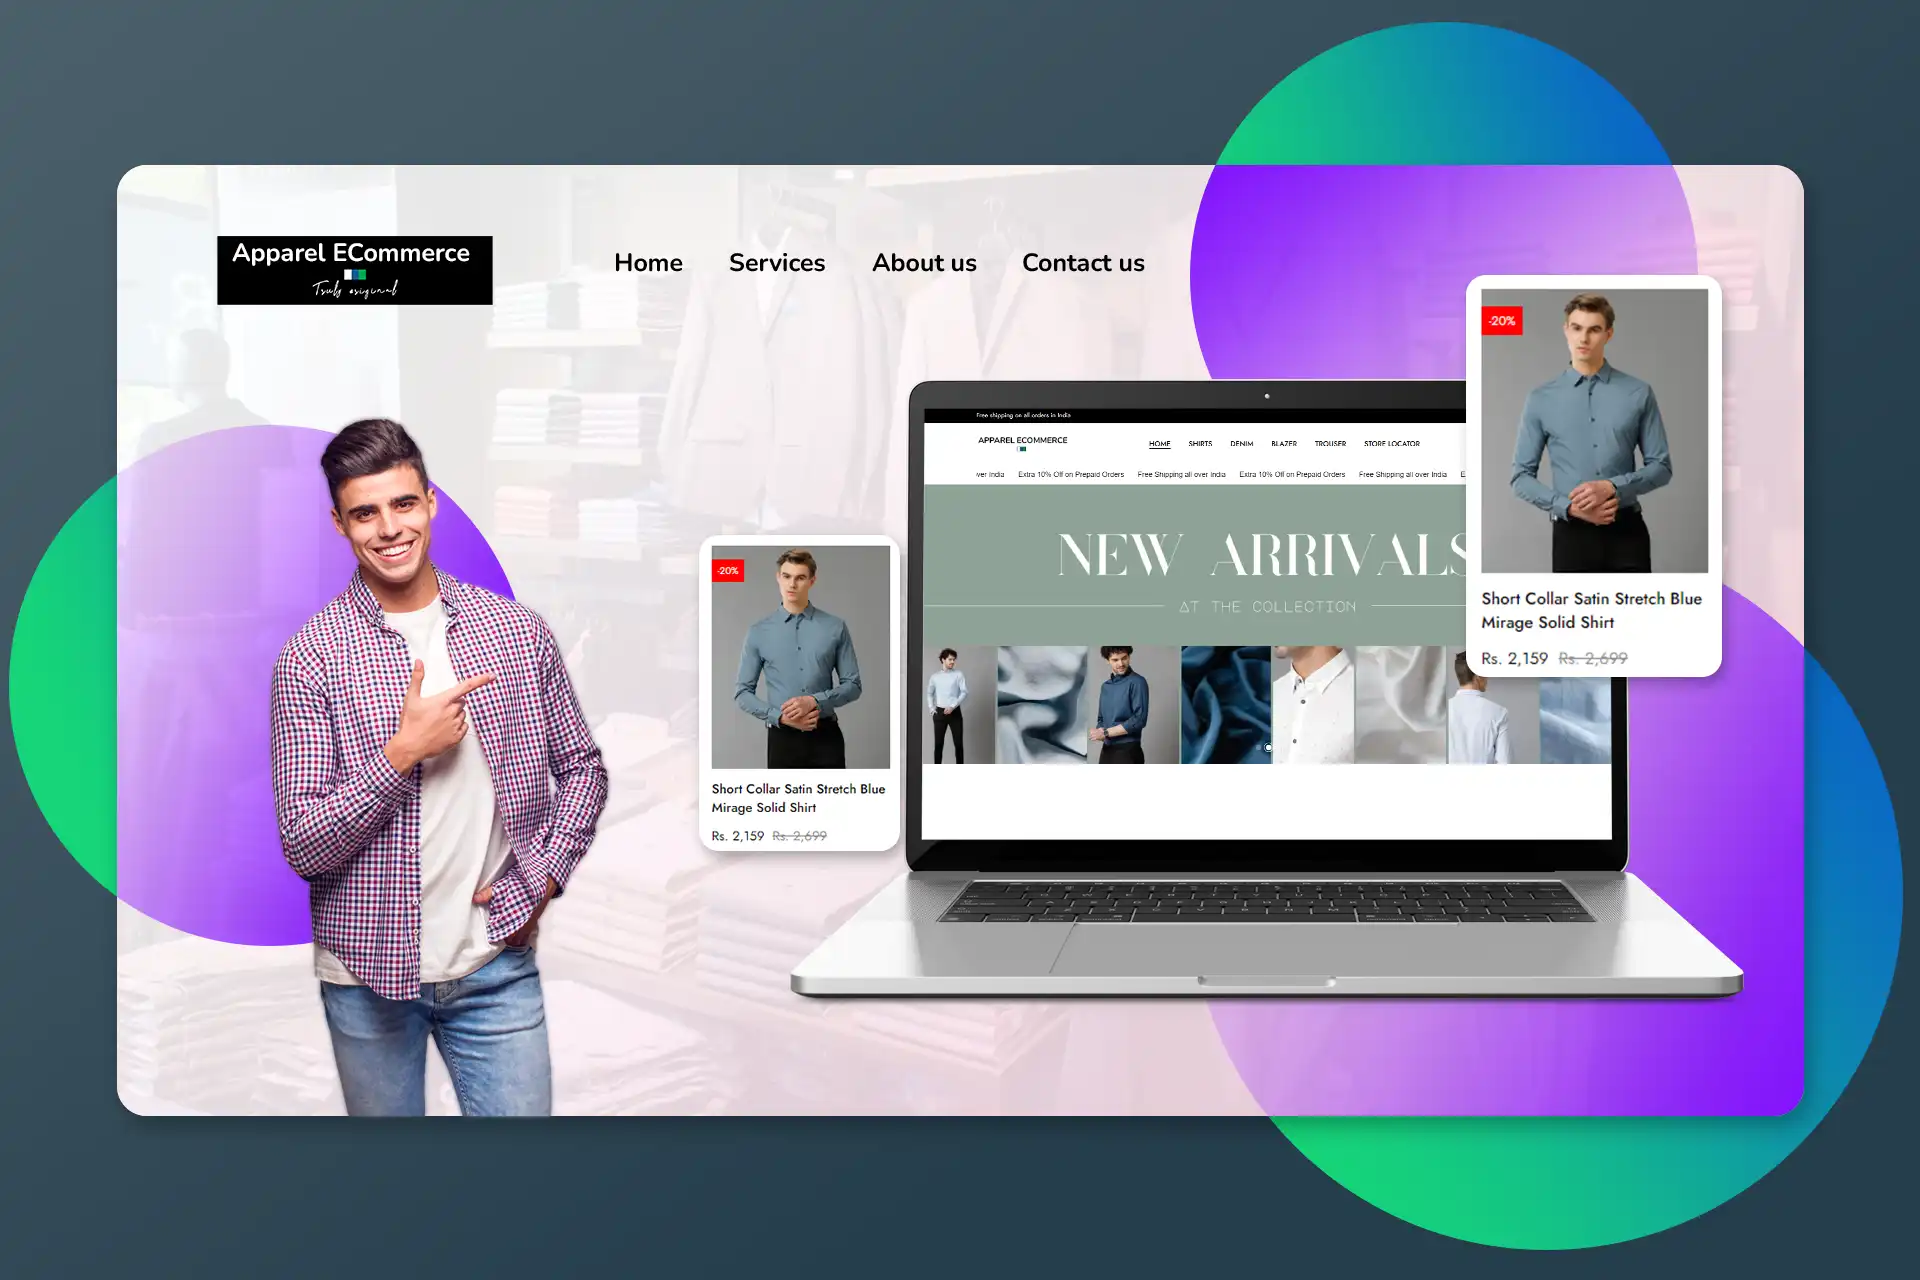 Apparel ECommerce
Truly original
Home Services About us Contact us
Free shipping on all orders in India
APPAREL ECOMMERCE
HOME SHIRTS DENIM BLAZER TROUSER STORE LOCATOR
ver India Extra 10% Off on Prepaid Orders Free Shipping all over India Extra 10% Off on Prepaid Orders Free Shipping all over India E
NEW ARRIVALS
AT THE COLLECTION
-20%
Short Collar Satin Stretch Blue
Mirage Solid Shirt
Rs. 2,159 Rs. 2,699
-20%
Short Collar Satin Stretch Blue
Mirage Solid Shirt
Rs. 2,159 Rs. 2,699